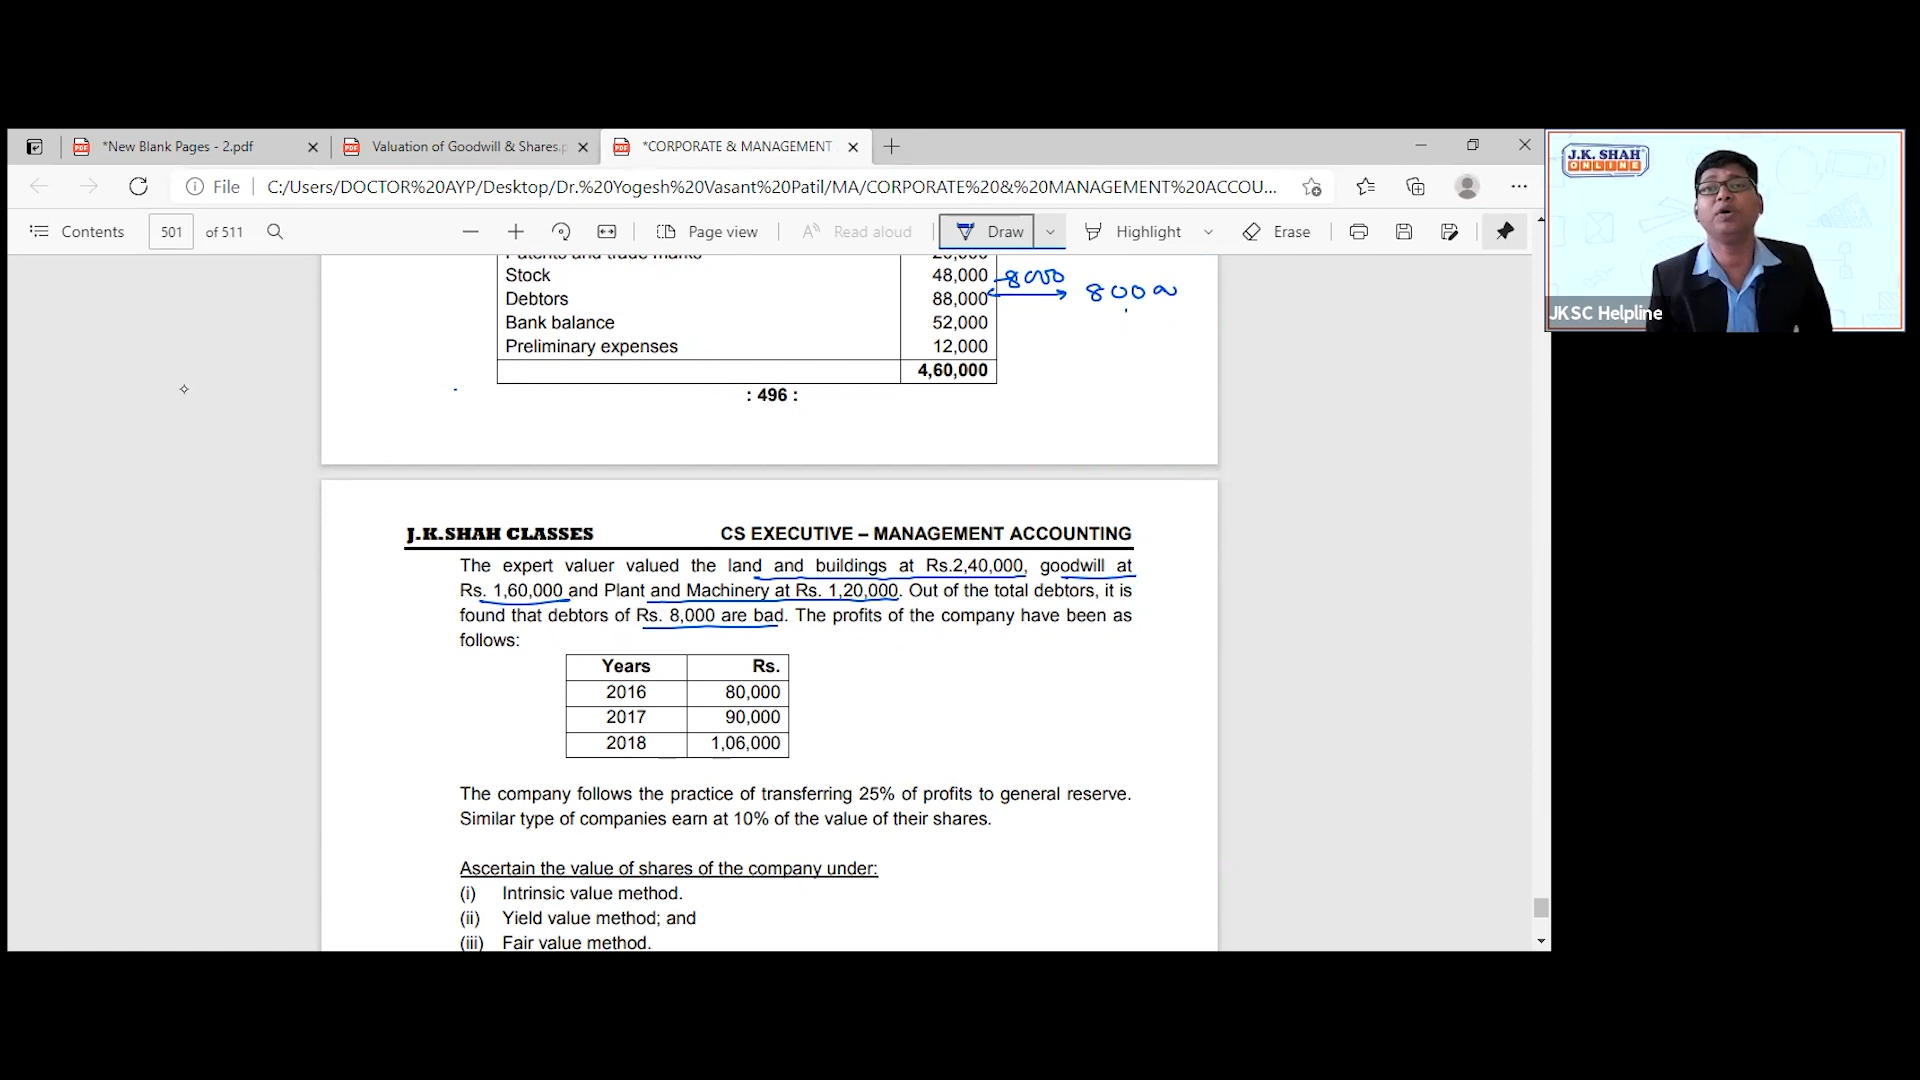 *New Blank Pages - 2.pdf
Valuation of Goodwill & Shares.p
*CORPORATE & MANAGEMENT
File
C:/Users/DOCTOR%20AYP/Desktop/Dr.%20Yogesh%20Vasant%20Patil/MA/CORPORATE%20&%20MANAGEMENT%20ACCOU...
Contents
501 of 511
Page view
Read aloud
Draw
Highlight
Erase
J.K. SHAH
ONLINE
JKSC Helpline
Patents and trade marks 20,000
Stock 48,000 -8000
Debtors 88,000 80000
Bank balance 52,000
Preliminary expenses 12,000
4,60,000
: 496 :
J.K.SHAH CLASSES CS EXECUTIVE – MANAGEMENT ACCOUNTING
The expert valuer valued the land and buildings at Rs.2,40,000, goodwill at
Rs. 1,60,000 and Plant and Machinery at Rs. 1,20,000. Out of the total debtors, it is
found that debtors of Rs. 8,000 are bad. The profits of the company have been as
follows:
Years Rs.
2016 80,000
2017 90,000
2018 1,06,000
The company follows the practice of transferring 25% of profits to general reserve.
Similar type of companies earn at 10% of the value of their shares.
Ascertain the value of shares of the company under:
(i) Intrinsic value method.
(ii) Yield value method; and
(iii) Fair value method.